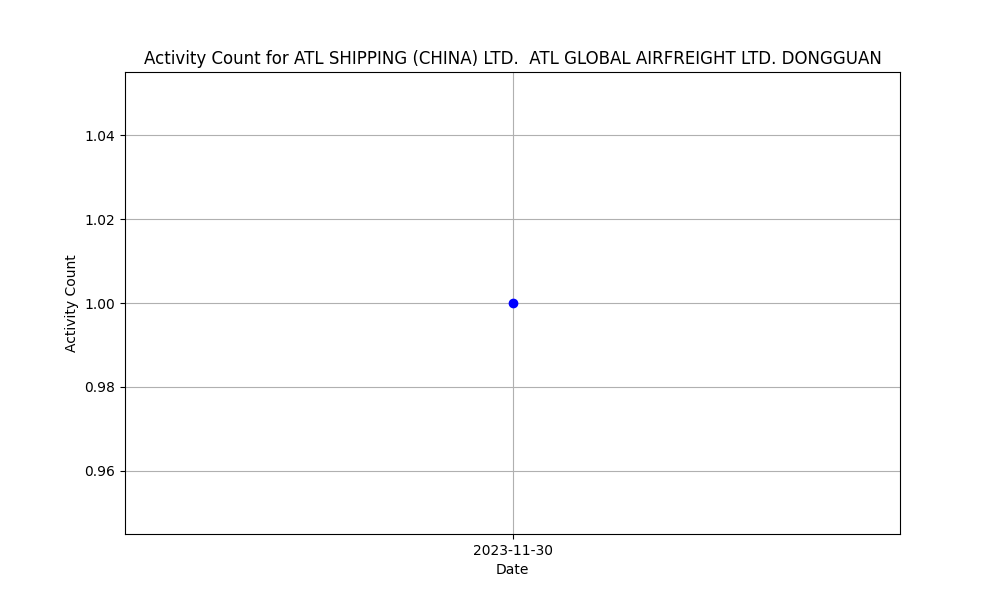 Activity Count for ATL SHIPPING (CHINA) LTD.  ATL GLOBAL AIRFREIGHT LTD. DONGGUAN
1.04
1.02
1.00
0.98
0.96
Activity Count
2023-11-30
Date